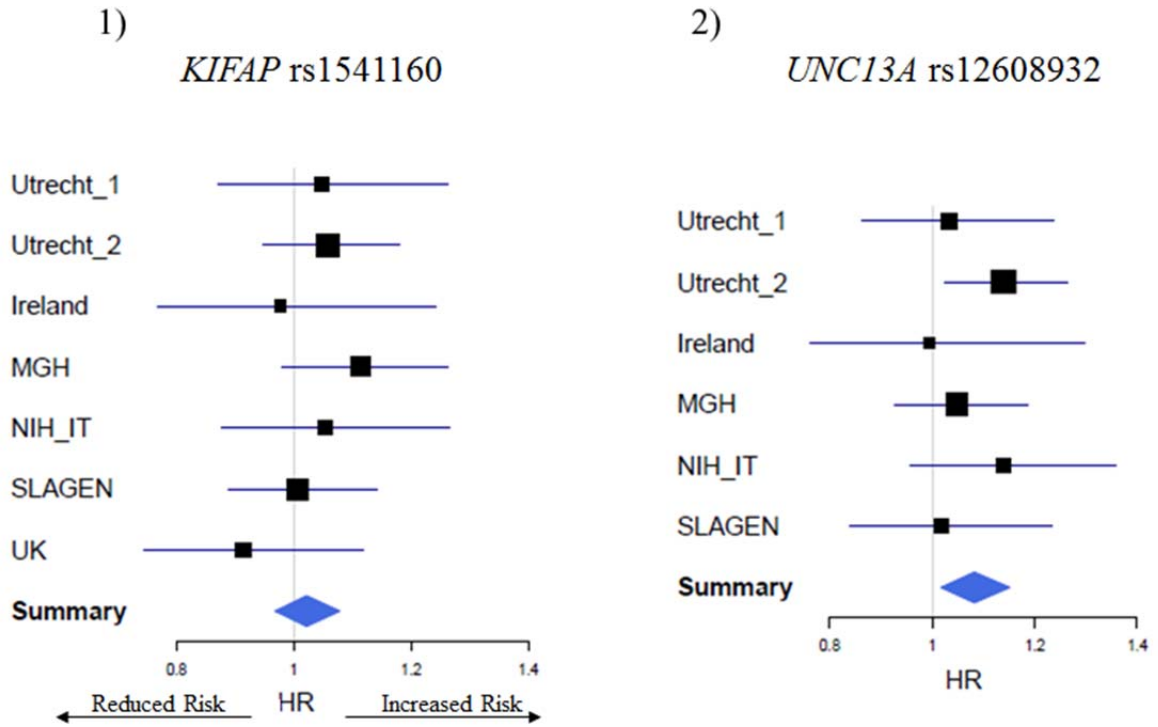 1)
KIFAP rs1541160
Utrecht_1
Utrecht_2
Ireland
MGH
NIH_IT
SLAGEN
UK
Summary
0.8 1 1.2 1.4
HR
Reduced Risk Increased Risk
2)
UNC13A rs12608932
Utrecht_1
Utrecht_2
Ireland
MGH
NIH_IT
SLAGEN
Summary
0.8 1 1.2 1.4
HR